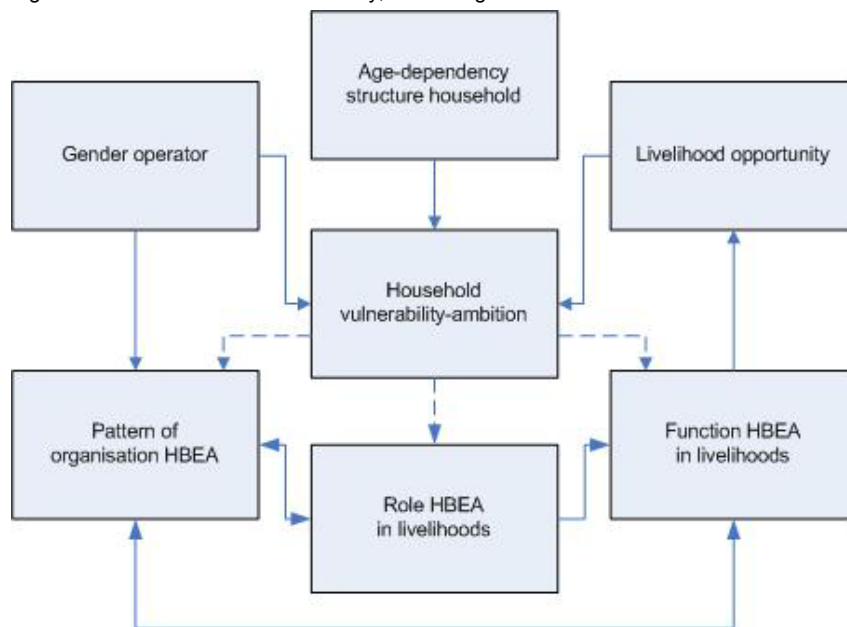 Age-dependency
structure household
Gender operator
Livelihood opportunity
Household
vulnerability-ambition
Pattern of
organisation HBEA
Function HBEA
in livelihoods
Role HBEA
in livelihoods